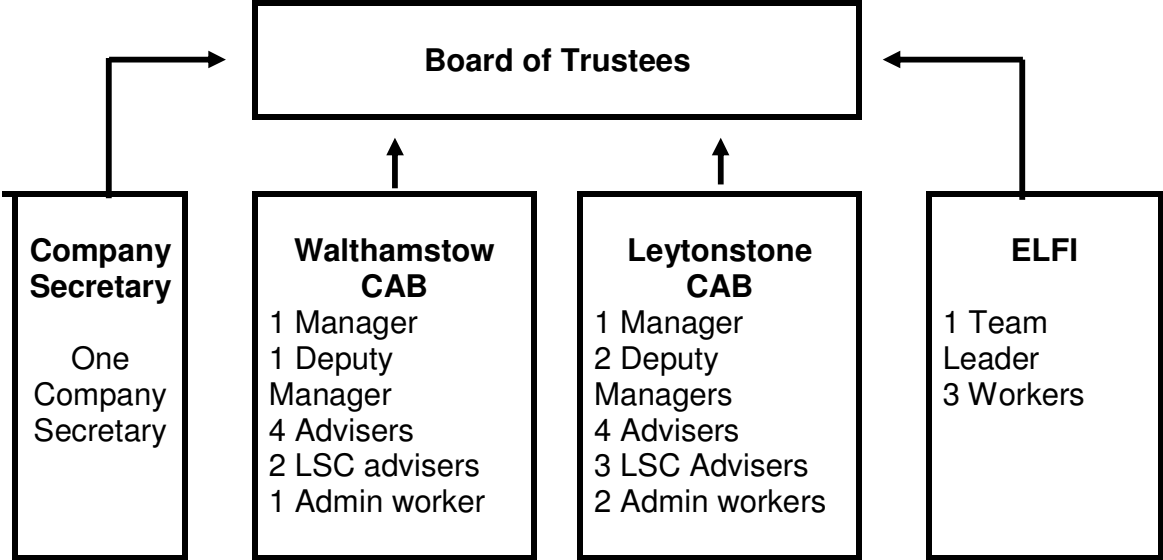 Board of Trustees
Company
Secretary
One
Company
Secretary
Walthamstow
CAB
1 Manager
1 Deputy
Manager
4 Advisers
2 LSC advisers
1 Admin worker
Leytonstone
CAB
1 Manager
2 Deputy
Managers
4 Advisers
3 LSC Advisers
2 Admin workers
ELFI
1 Team
Leader
3 Workers